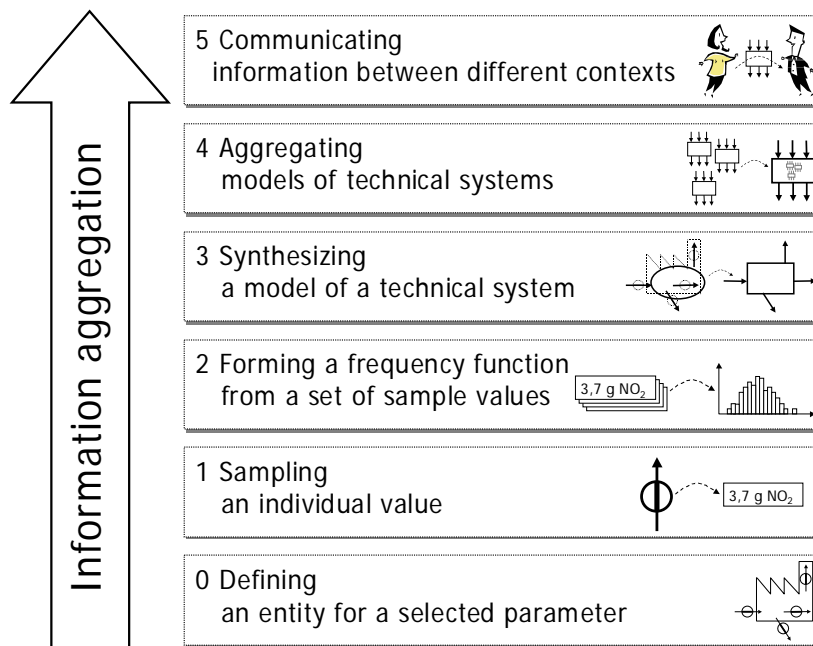 Information aggregation
5 Communicating
information between different contexts
4 Aggregating
models of technical systems
3 Synthesizing
a model of a technical system
2 Forming a frequency function
from a set of sample values
3,7 g NO₂
1 Sampling
an individual value
3,7 g NO₂
0 Defining
an entity for a selected parameter